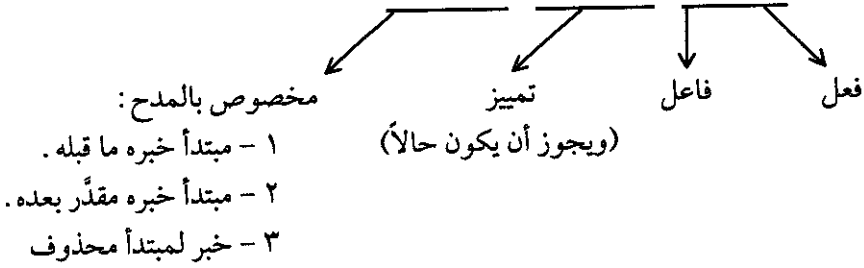 فعل فاعل تمييز مخصوص بالمدح :
(ويجوز أن يكون حالاً) ١ - مبتدأ خبره ما قبله .
٢ - مبتدأ خبره مقدَّر بعده .
٣ - خبر لمبتدأ محذوف